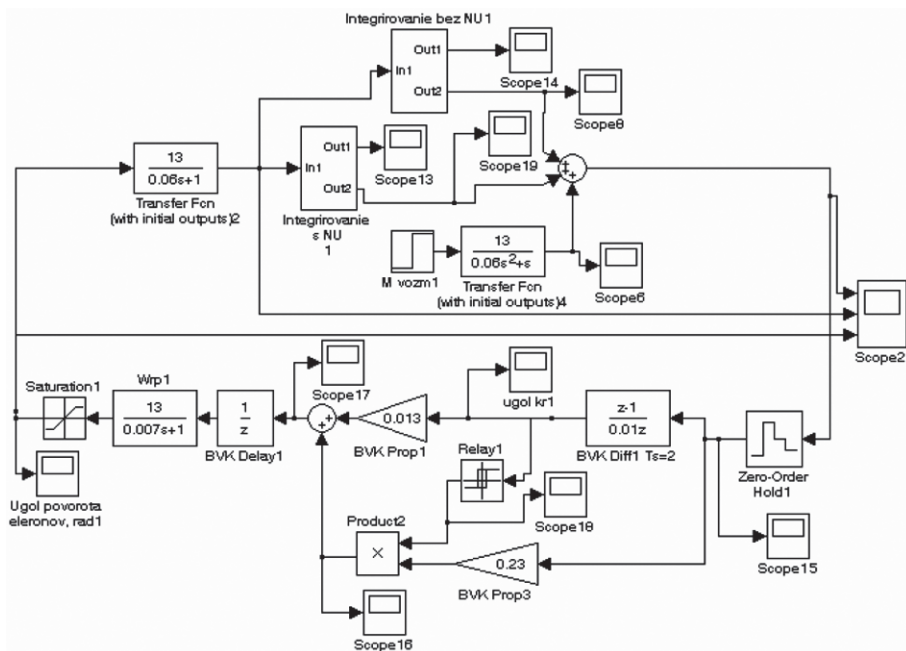 Integrirovanie bez NU1
Out1
In1
Out2
Scope14
Scope8
Out1
In1
Out2
Scope13
Scope19
Integrirovanie
s NU
1
13
0.06s+1
Transfer Fcn
(with initial outputs)2
M vozm1
13
0.06s²+s
Transfer Fcn
(with initial outputs)4
Scope6
Scope2
Saturation1
Wrp1
13
0.007s+1
1
z
BVK Delay1
Scope17
0.013
BVK Prop1
ugol kr1
z-1
0.01z
BVK Diff1 Ts=2
Zero-Order
Hold1
Relay1
Scope18
Ugol povorota
eleronov, rad1
Product2
×
0.23
BVK Prop3
Scope15
Scope16